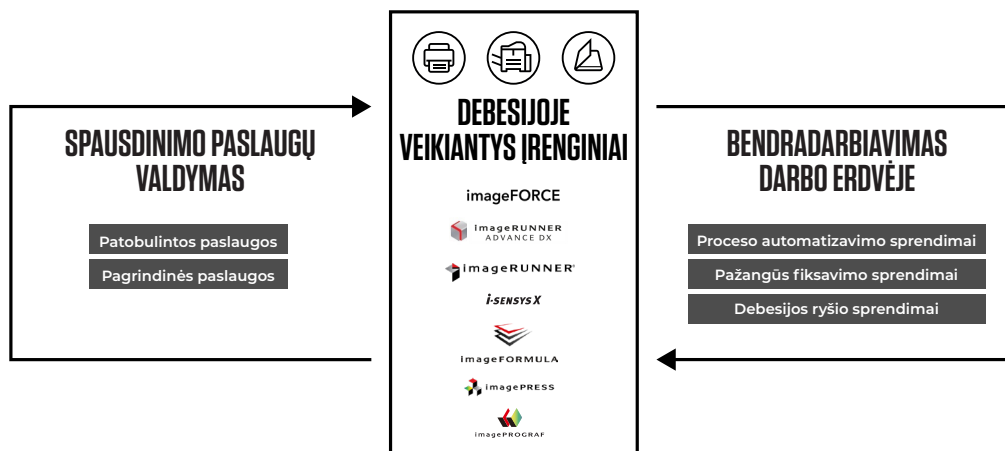 SPAUSDINIMO PASLAUGŲ
VALDYMAS
Patobulintos paslaugos
Pagrindinės paslaugos
DEBESIJOJE
VEIKIANTYS ĮRENGINIAI
imageFORCE
imageRUNNER
ADVANCE DX
imageRUNNER®
i-SENSYS X
imageFORMULA
imagePRESS
imagePROGRAF
BENDRADARBIAVIMAS
DARBO ERDVĖJE
Proceso automatizavimo sprendimai
Pažangūs fiksavimo sprendimai
Debesijos ryšio sprendimai